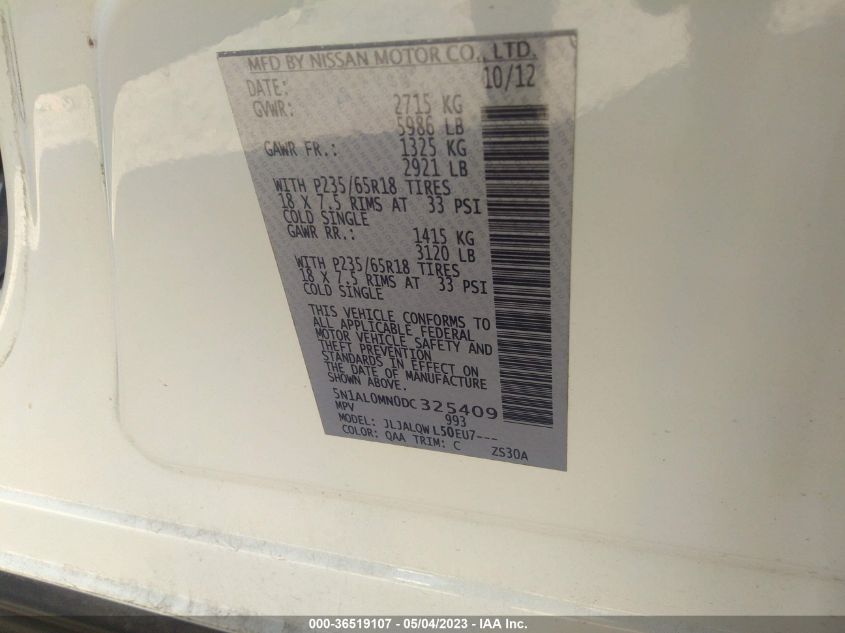 MFD BY NISSAN MOTOR CO., LTD.
DATE: 10/12
GVWR: 2715 KG
5986 LB
GAWR FR.: 1325 KG
2921 LB
WITH P235/65R18 TIRES
18 X 7.5 RIMS AT 33 PSI
COLD SINGLE
GAWR RR.: 1415 KG
3120 LB
WITH P235/65R18 TIRES
18 X 7.5 RIMS AT 33 PSI
COLD SINGLE
THIS VEHICLE CONFORMS TO
ALL APPLICABLE FEDERAL
MOTOR VEHICLE SAFETY AND
THEFT PREVENTION
STANDARDS IN EFFECT ON
THE DATE OF MANUFACTURE
SHOWN ABOVE.
5N1AL0MN0DC325409
MPV 993
MODEL: JLJALQWL50EU7---
COLOR: QAA TRIM: C ZS30A
000-36519107 - 05/04/2023 - IAA Inc.